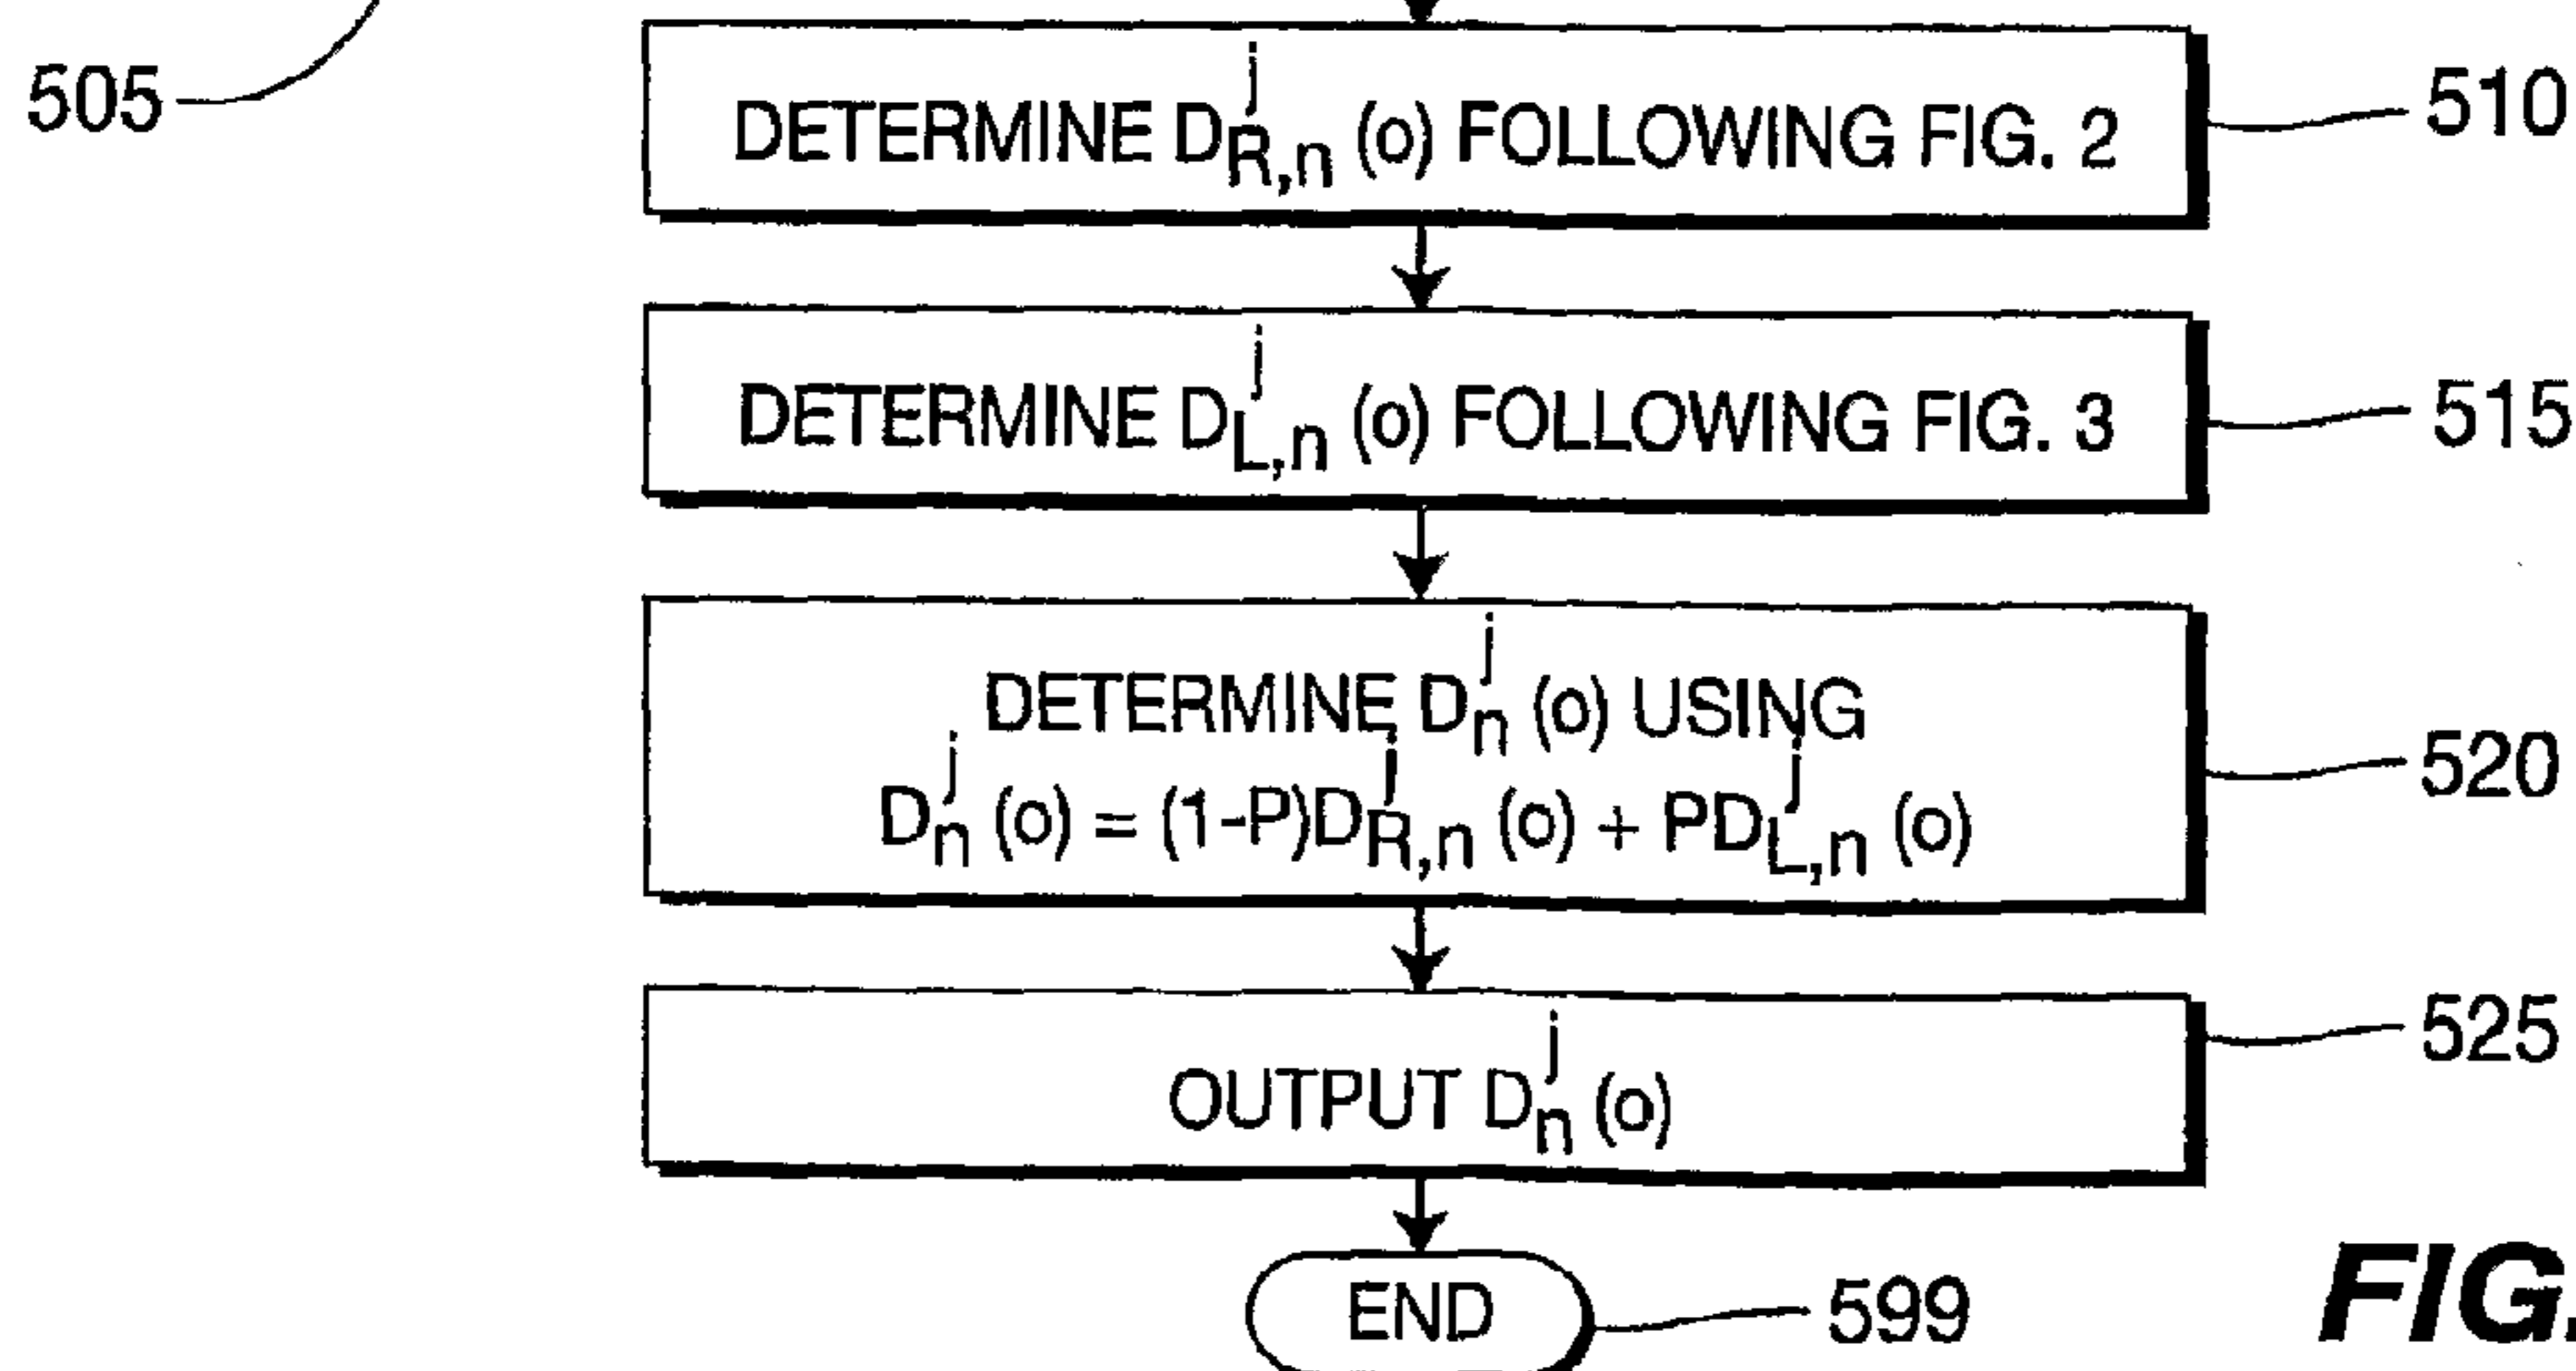 505
DETERMINE D^j_{R,n} (o) FOLLOWING FIG. 2
510
DETERMINE D^j_{L,n} (o) FOLLOWING FIG. 3
515
DETERMINE D^j_n (o) USING
D^j_n (o) = (1-P)D^j_{R,n} (o) + PD^j_{L,n} (o)
520
OUTPUT D^j_n (o)
525
END
599
FIG.